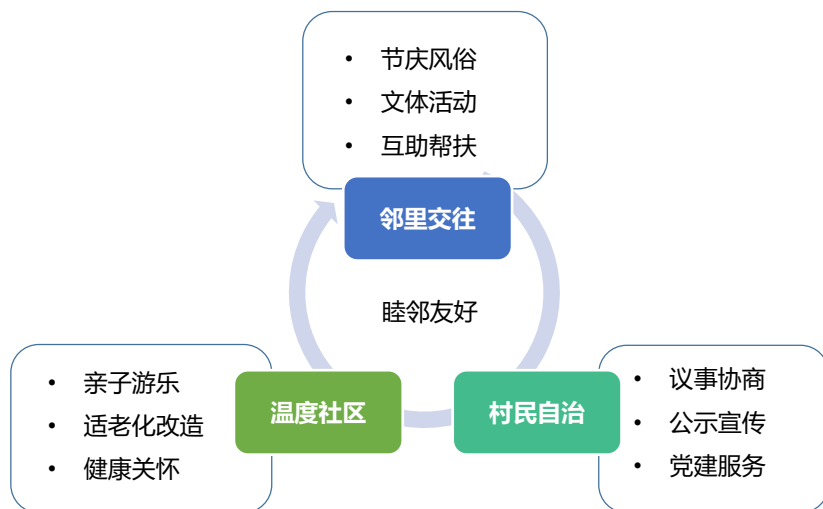 • 节庆风俗
• 文体活动
• 互助帮扶
邻里交往
睦邻友好
• 亲子游乐
• 适老化改造
• 健康关怀
温度社区
村民自治
• 议事协商
• 公示宣传
• 党建服务